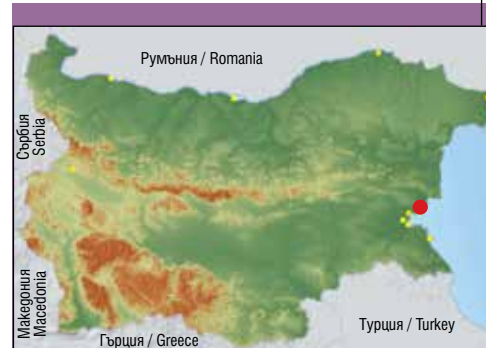 Румъния / Romania
Сърбия
Serbia
Македония
Macedonia
Гърция / Greece
Турция / Turkey